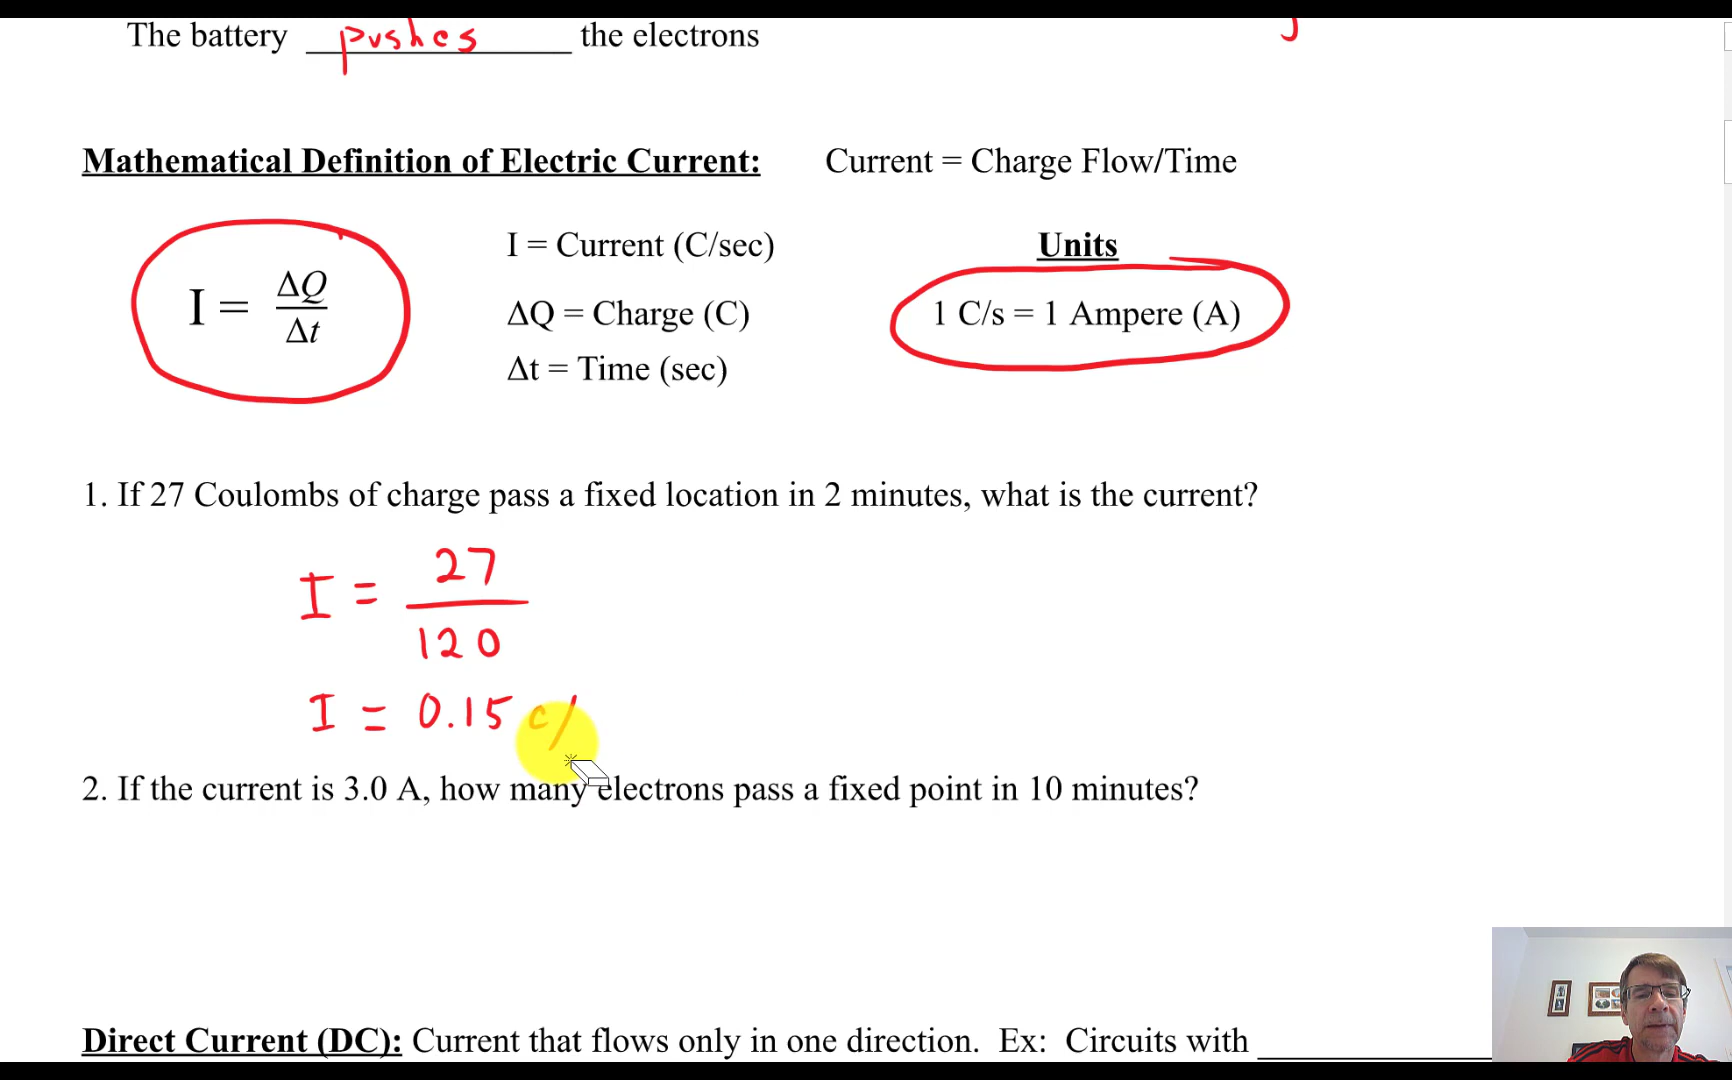 The battery pushes the electrons
Mathematical Definition of Electric Current: Current = Charge Flow/Time
I = ΔQ/Δt
I = Current (C/sec)
Units
ΔQ = Charge (C)
1 C/s = 1 Ampere (A)
Δt = Time (sec)
1. If 27 Coulombs of charge pass a fixed location in 2 minutes, what is the current?
I = 27/120
I = 0.15 c/
2. If the current is 3.0 A, how many electrons pass a fixed point in 10 minutes?
Direct Current (DC): Current that flows only in one direction. Ex: Circuits with